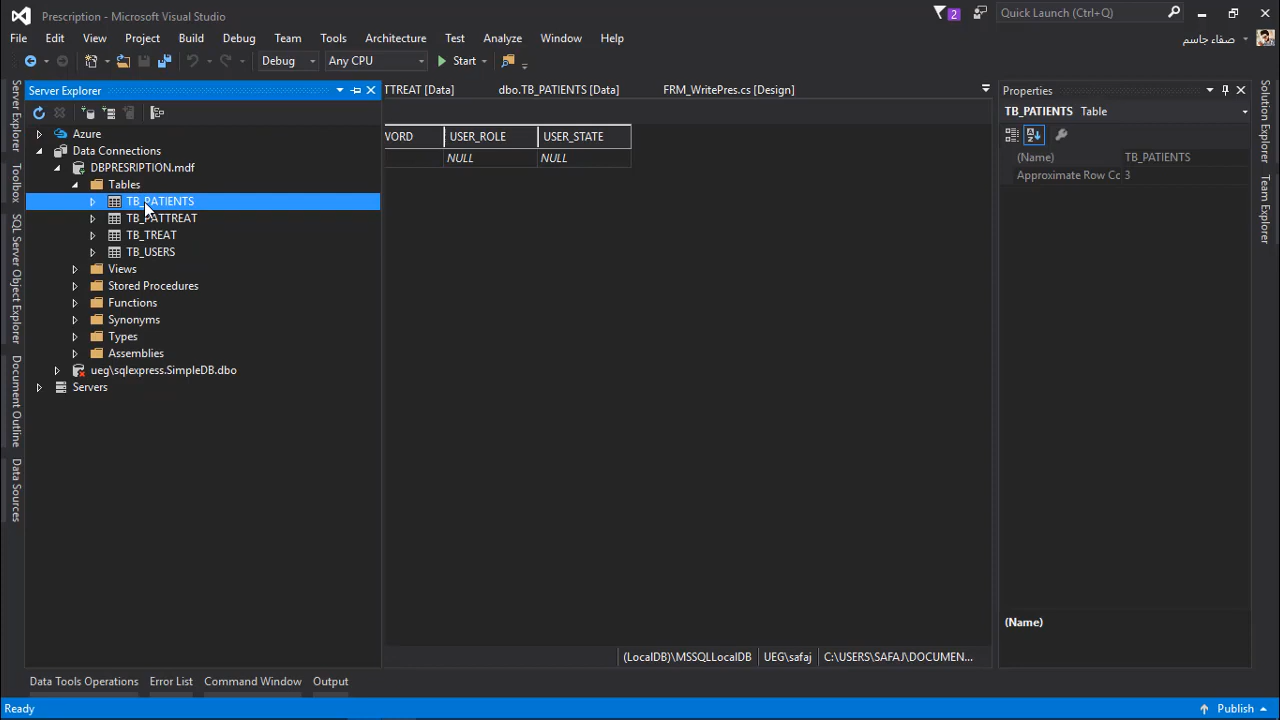 Prescription - Microsoft Visual Studio
2
Quick Launch (Ctrl+Q)
File Edit View Project Build Debug Team Tools Architecture Test Analyze Window Help
صفاء جاسم
Debug Any CPU Start
Server Explorer
TTREAT [Data] dbo.TB_PATIENTS [Data] FRM_WritePres.cs [Design]
Properties
TB_PATIENTS Table
Azure
Data Connections
DBPRESRIPTION.mdf
Tables
TB_PATIENTS
TB_PATTREAT
TB_TREAT
TB_USERS
Views
Stored Procedures
Functions
Synonyms
Types
Assemblies
ueg\sqlexpress.SimpleDB.dbo
Servers
WORD USER_ROLE USER_STATE
NULL NULL
(Name) TB_PATIENTS
Approximate Row Cc 3
(Name)
(LocalDB)\MSSQLLocalDB UEG\safaj C:\USERS\SAFAJ\DOCUMEN...
Server Explorer
Toolbox
SQL Server Object Explorer
Document Outline
Data Sources
Solution Explorer
Team Explorer
Data Tools Operations Error List Command Window Output
Ready
Publish